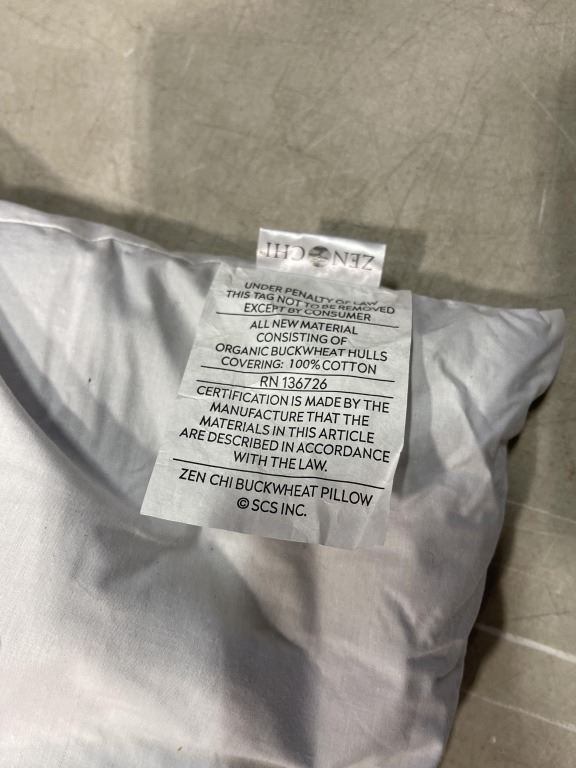 ZEN CHI
UNDER PENALTY OF LAW
THIS TAG NOT TO BE REMOVED
EXCEPT BY CONSUMER
ALL NEW MATERIAL
CONSISTING OF
ORGANIC BUCKWHEAT HULLS
COVERING: 100% COTTON
RN 136726
CERTIFICATION IS MADE BY THE
MANUFACTURE THAT THE
MATERIALS IN THIS ARTICLE
ARE DESCRIBED IN ACCORDANCE
WITH THE LAW.
ZEN CHI BUCKWHEAT PILLOW
© SCS INC.